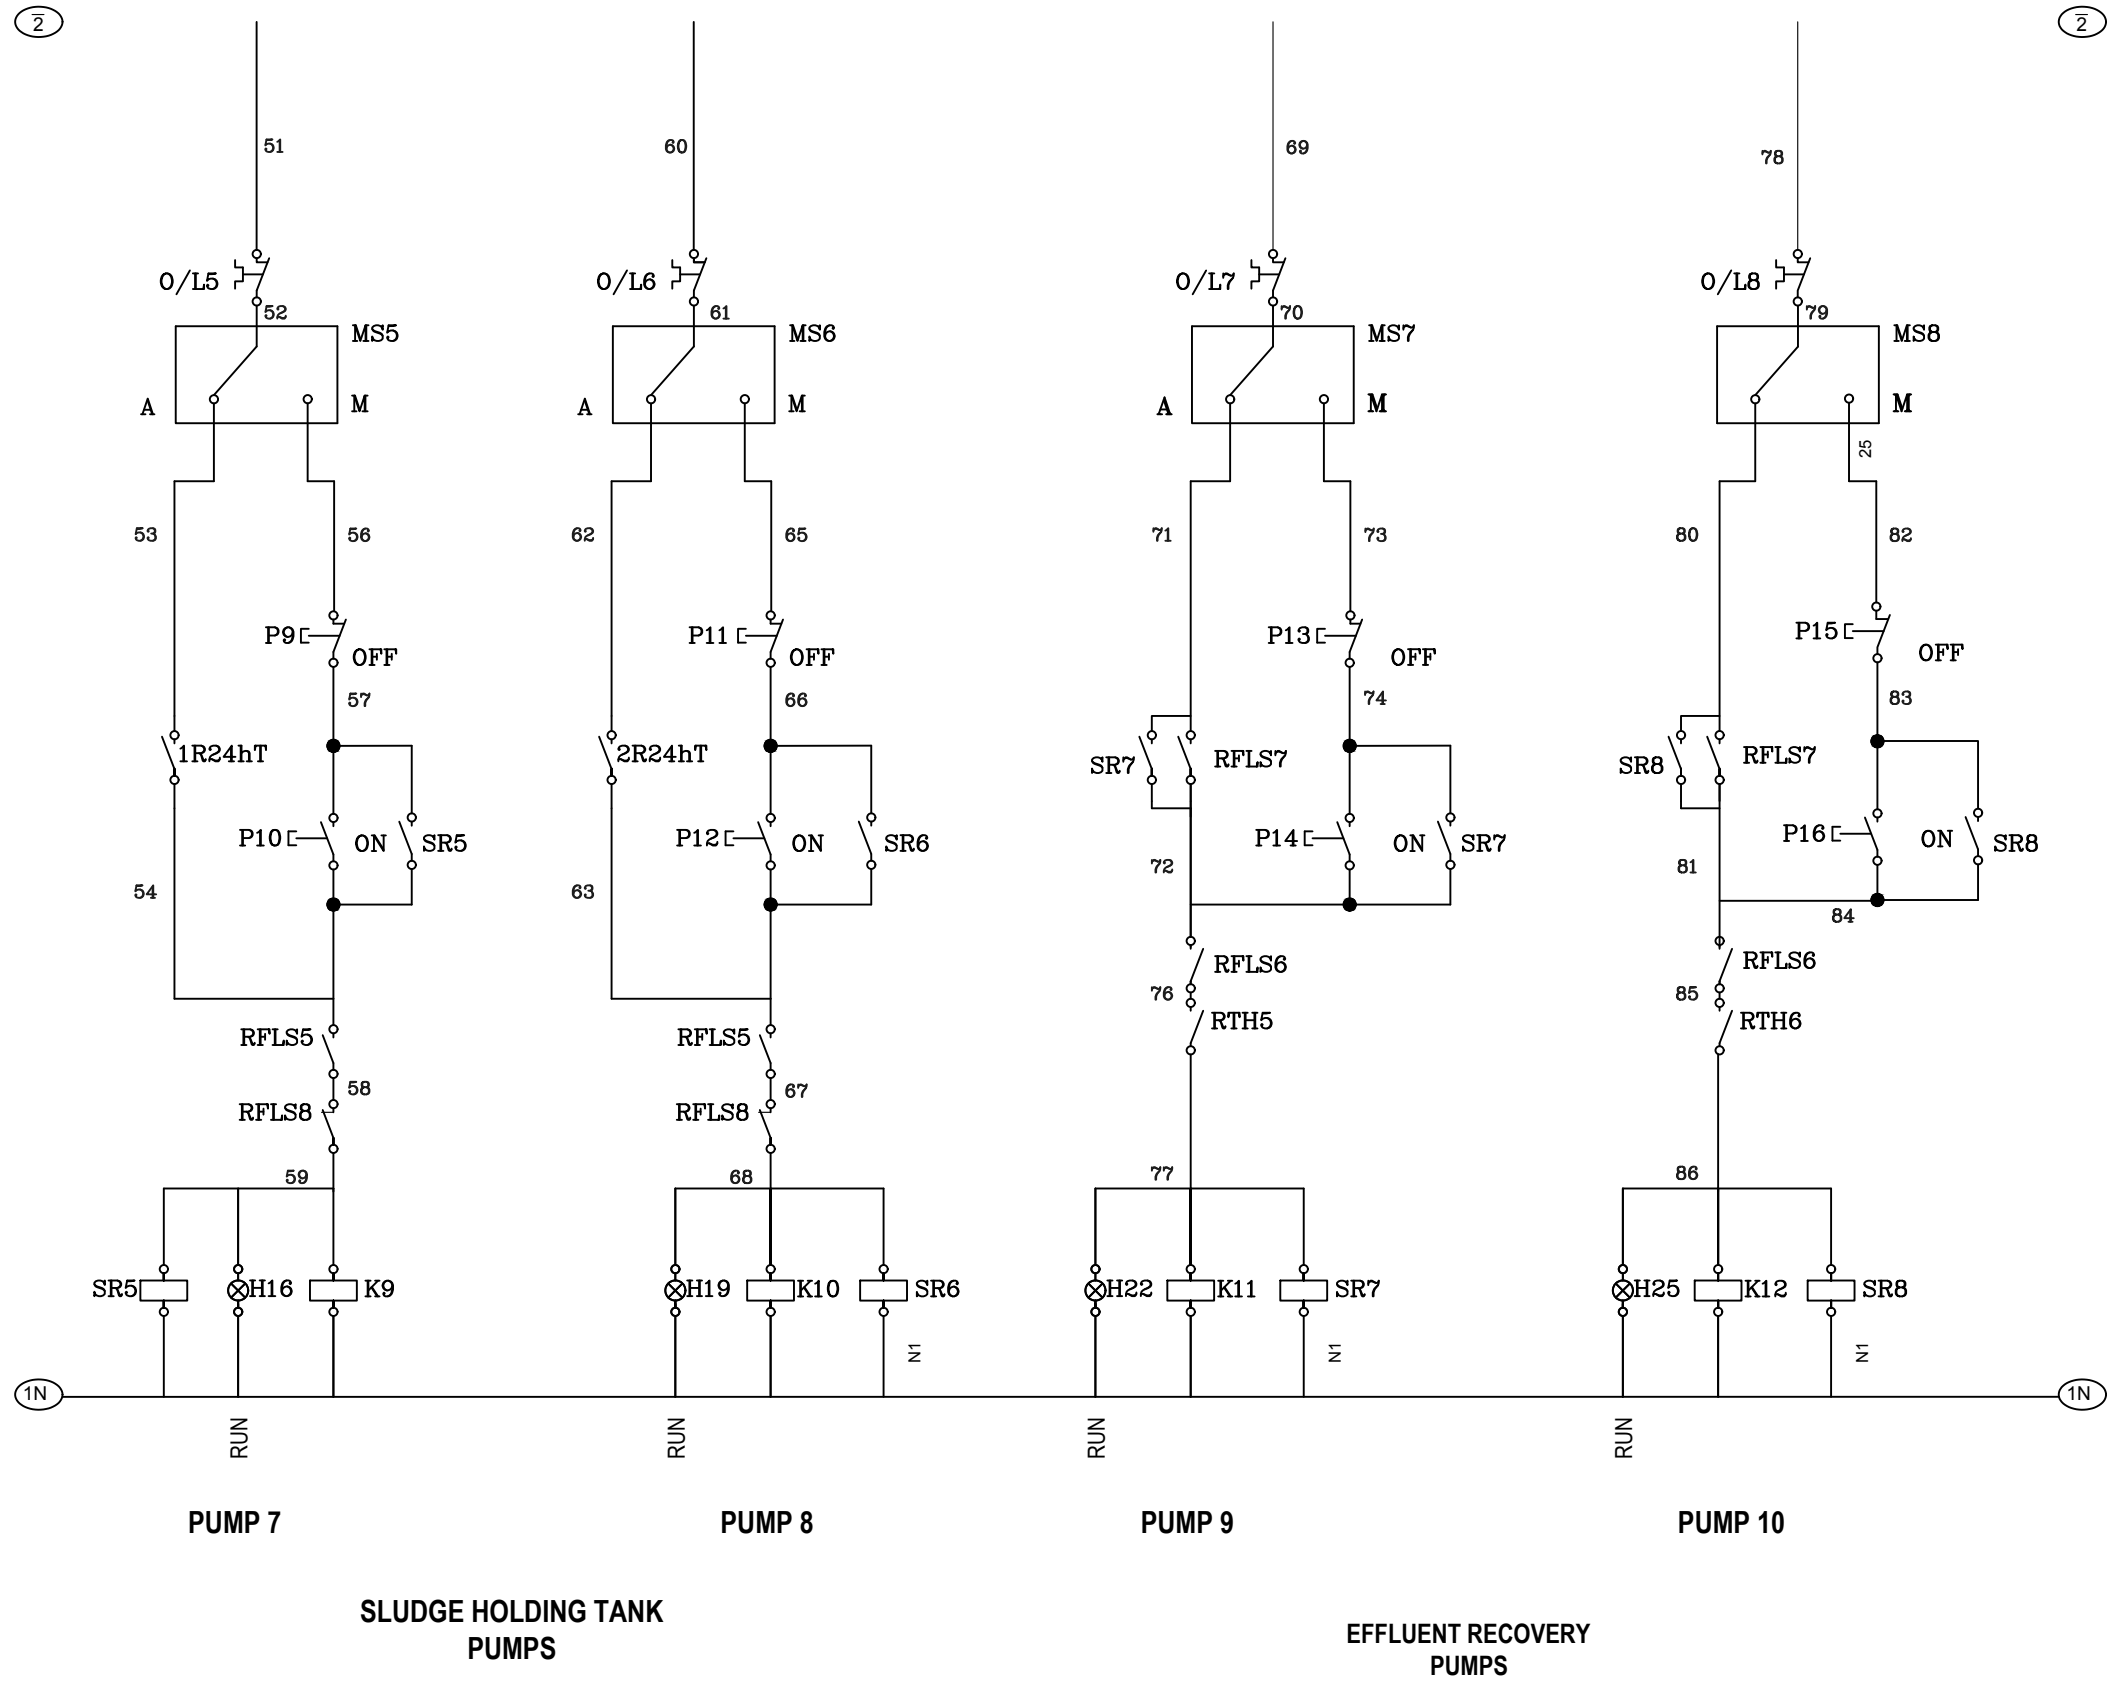 2 2
51 60 69 78
O/L5 O/L6 O/L7 O/L8
52 61 70 79
MS5 MS6 MS7 MS8
A M A M A M M
25
53 56 62 65 71 73 80 82
P9 P11 P13 P15
OFF OFF OFF OFF
57 66 74 83
1R24hT 2R24hT SR7 RFLS7 SR8 RFLS7
P10 ON SR5 P12 ON SR6 P14 ON SR7 P16 ON SR8
54 63 72 81
84
RFLS6 RFLS6
76 85
RTH5 RTH6
RFLS5 RFLS5
58 67
RFLS8 RFLS8
59 68 77 86
SR5 H16 K9 H19 K10 SR6 H22 K11 SR7 H25 K12 SR8
N1 N1 N1
1N 1N
RUN RUN RUN RUN
PUMP 7 PUMP 8 PUMP 9 PUMP 10
SLUDGE HOLDING TANK
PUMPS
EFFLUENT RECOVERY
PUMPS